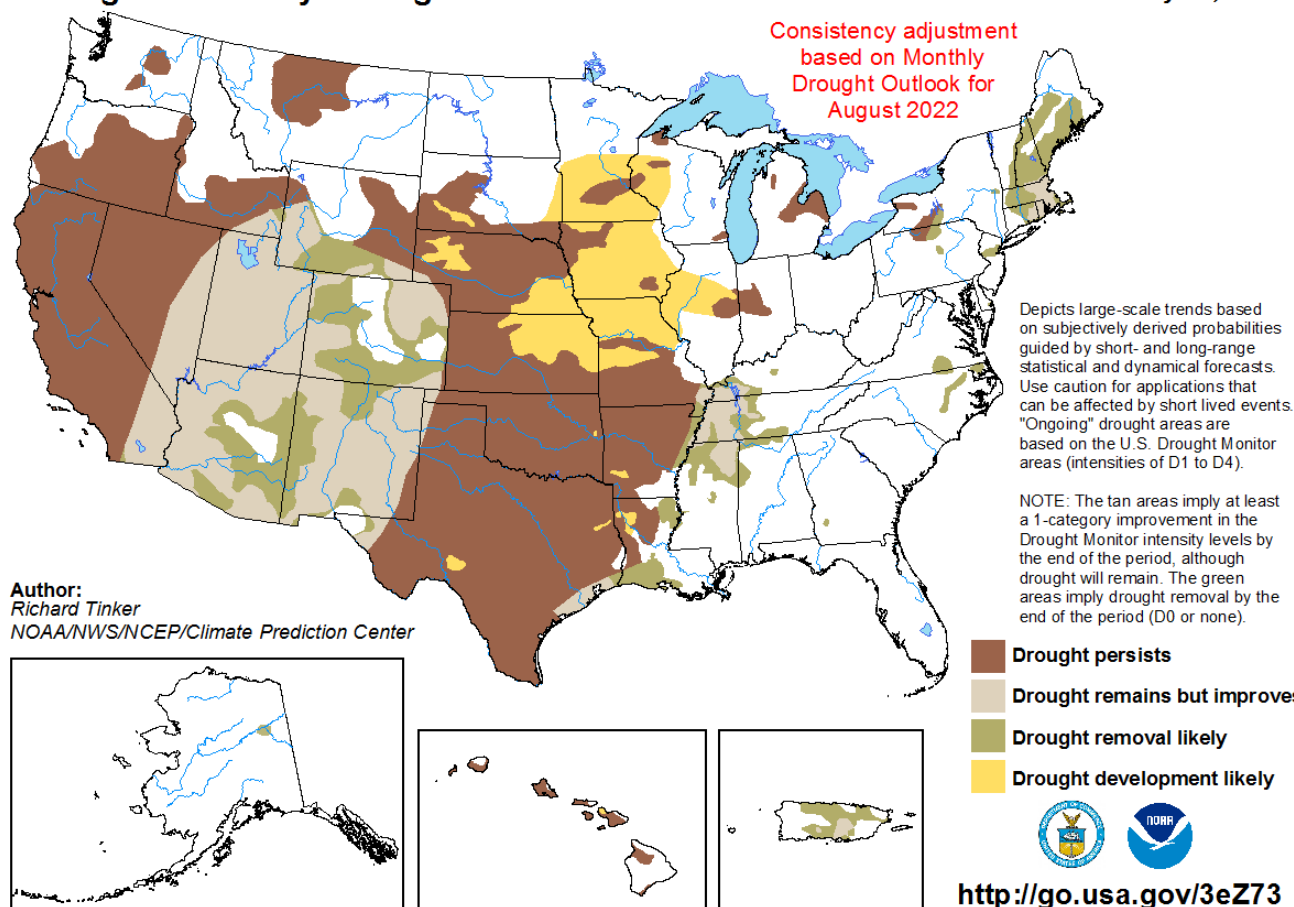 Consistency adjustment
based on Monthly
Drought Outlook for
August 2022
Depicts large-scale trends based
on subjectively derived probabilities
guided by short- and long-range
statistical and dynamical forecasts.
Use caution for applications that
can be affected by short lived events.
"Ongoing" drought areas are
based on the U.S. Drought Monitor
areas (intensities of D1 to D4).
NOTE: The tan areas imply at least
a 1-category improvement in the
Drought Monitor intensity levels by
the end of the period, although
drought will remain. The green
areas imply drought removal by the
end of the period (D0 or none).
Author:
Richard Tinker
NOAA/NWS/NCEP/Climate Prediction Center
Drought persists
Drought remains but improves
Drought removal likely
Drought development likely
NOAA
http://go.usa.gov/3eZ73